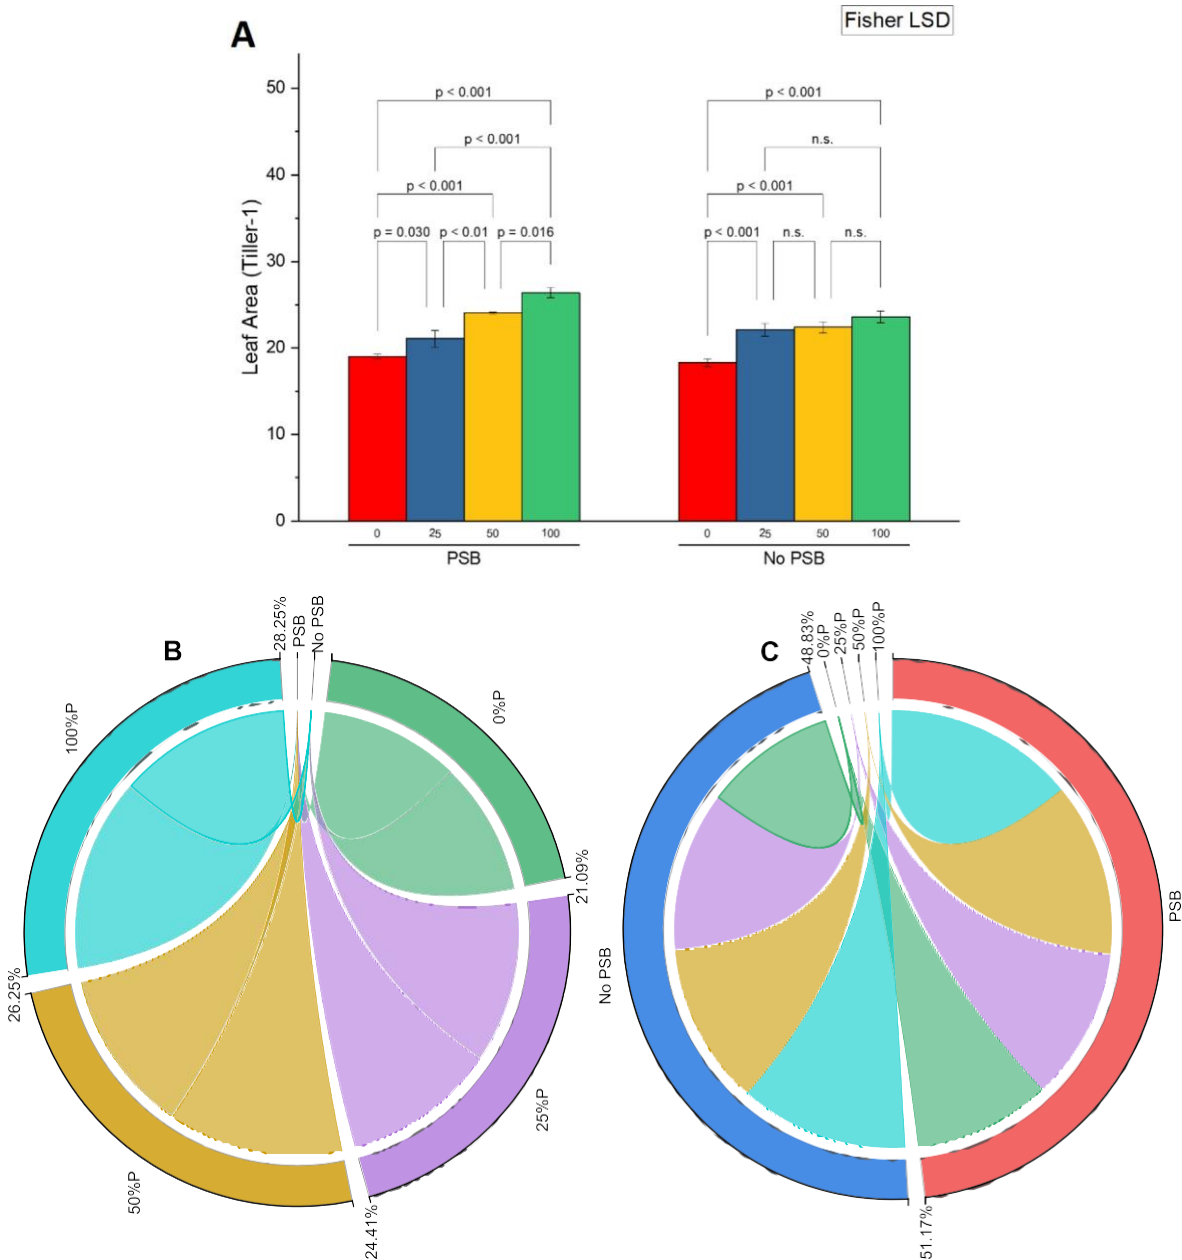 A
Fisher LSD
Leaf Area (Tiller-1)
50
40
30
20
10
0
p < 0.001
p < 0.001
p < 0.001
p = 0.030
p < 0.01
p = 0.016
p < 0.001
n.s.
p < 0.001
p < 0.001
n.s.
n.s.
0
25
50
100
PSB
0
25
50
100
No PSB
B
28.25%
PSB
No PSB
0%P
21.09%
25%P
24.41%
50%P
26.25%
100%P
C
48.83%
0%P
25%P
50%P
100%P
PSB
51.17%
No PSB